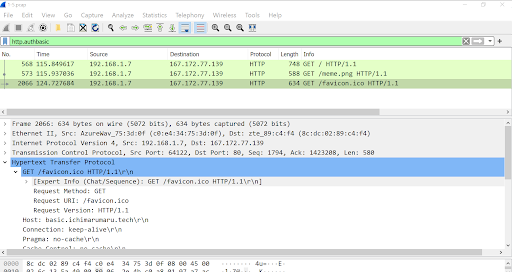 1.pcap
File Edit View Go Capture Analyze Statistics Telephony Wireless Tools Help
http.authbasic
No. Time Source Destination Protocol Length Info
568 115.849617 192.168.1.7 167.172.77.139 HTTP 748 GET / HTTP/1.1
573 115.937036 192.168.1.7 167.172.77.139 HTTP 588 GET /meme.png HTTP/1.1
2066 124.727684 192.168.1.7 167.172.77.139 HTTP 634 GET /favicon.ico HTTP/1.1
Frame 2066: 634 bytes on wire (5072 bits), 634 bytes captured (5072 bits)
Ethernet II, Src: AzureWav_75:3d:0f (c0:e4:34:75:3d:0f), Dst: zte_89:c4:f4 (8c:dc:02:89:c4:f4)
Internet Protocol Version 4, Src: 192.168.1.7, Dst: 167.172.77.139
Transmission Control Protocol, Src Port: 64122, Dst Port: 80, Seq: 1794, Ack: 1423208, Len: 580
Hypertext Transfer Protocol
GET /favicon.ico HTTP/1.1\r\n
[Expert Info (Chat/Sequence): GET /favicon.ico HTTP/1.1\r\n]
Request Method: GET
Request URI: /favicon.ico
Request Version: HTTP/1.1
Host: basic.ichimarumaru.tech\r\n
Connection: keep-alive\r\n
Pragma: no-cache\r\n
Cache-Control: no-cache\r\n
0000 8c dc 02 89 c4 f4 c0 e4 34 75 3d 0f 08 00 45 00 ········ 4u=···E·